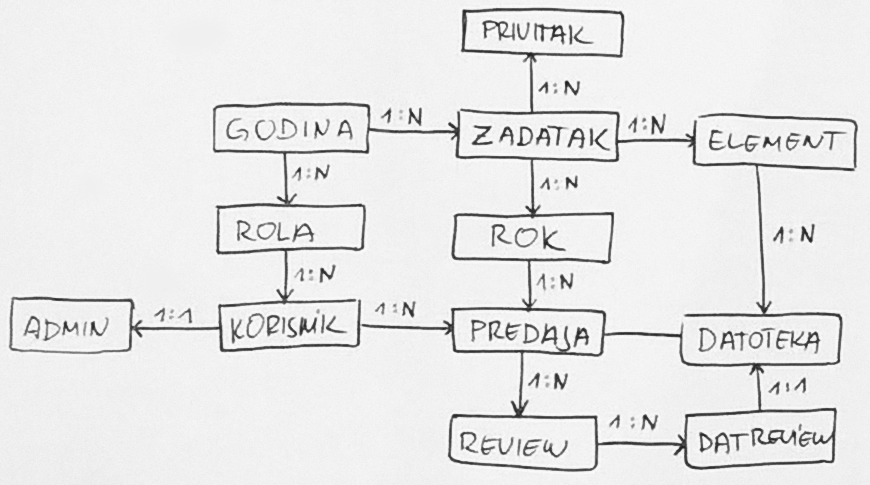 PRIVITAK
1:N
GODINA 1:N ZADATAK 1:N ELEMENT
1:N 1:N
ROLA ROK 1:N
1:N 1:N
ADMIN 1:1 KORISNIK 1:N PREDAJA DATOTEKA
1:N 1:1
REVIEW 1:N DATREVIEW